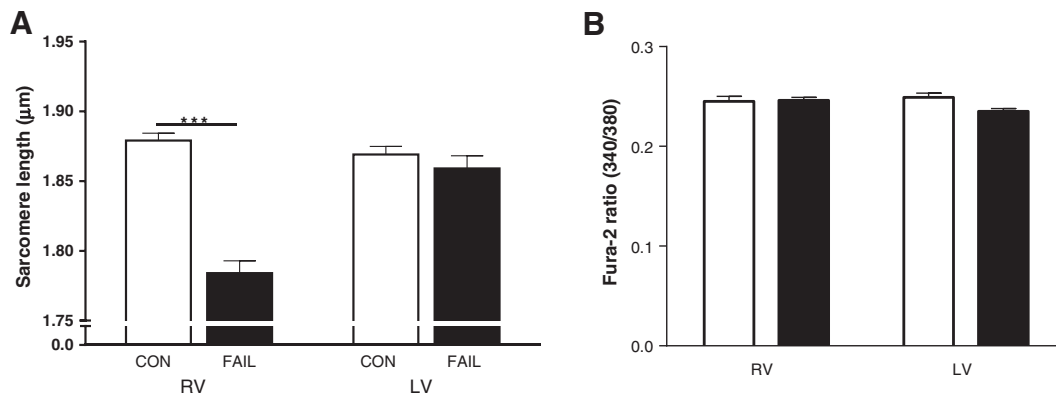 A
Sarcomere length (μm)
1.95
1.90
1.85
1.80
1.75
0.0
***
CON FAIL CON FAIL
RV LV
B
Fura-2 ratio (340/380)
0.3
0.2
0.1
0.0
RV LV